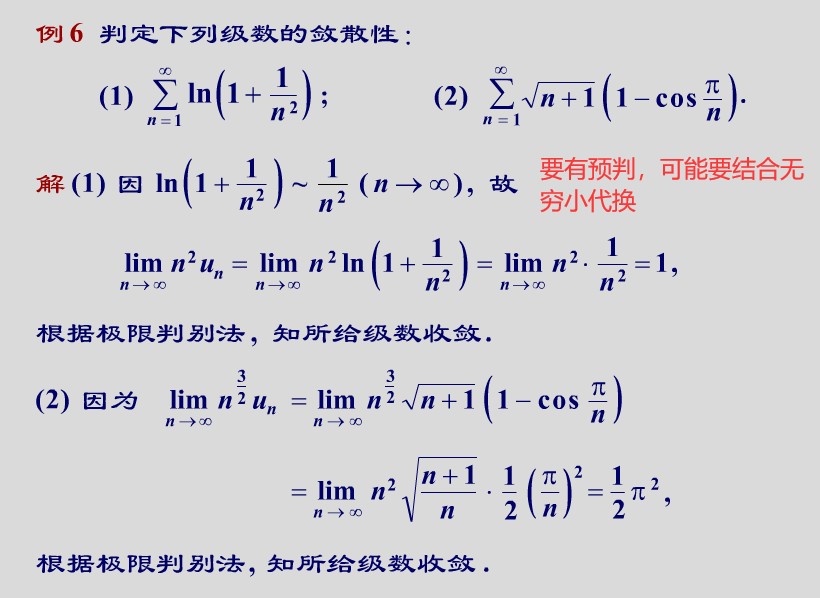 例 6 判定下列级数的敛散性:
(1) $\sum_{n=1}^{\infty} \ln\left(1+\frac{1}{n^2}\right)$ ; (2) $\sum_{n=1}^{\infty} \sqrt{n+1}\left(1-\cos\frac{\pi}{n}\right)$.
解 (1) 因 $\ln\left(1+\frac{1}{n^2}\right) \sim \frac{1}{n^2}$ ($n \to \infty$), 故
要有预判，可能要结合无
穷小代换
$\lim_{n\to\infty} n^2 u_n = \lim_{n\to\infty} n^2 \ln\left(1+\frac{1}{n^2}\right) = \lim_{n\to\infty} n^2 \cdot \frac{1}{n^2} = 1$,
根据极限判别法, 知所给级数收敛.
(2) 因为 $\lim_{n\to\infty} n^{\frac{3}{2}} u_n = \lim_{n\to\infty} n^{\frac{3}{2}} \sqrt{n+1}\left(1-\cos\frac{\pi}{n}\right)$
$= \lim_{n\to\infty} n^2 \sqrt{\frac{n+1}{n}} \cdot \frac{1}{2}\left(\frac{\pi}{n}\right)^2 = \frac{1}{2}\pi^2$,
根据极限判别法, 知所给级数收敛.